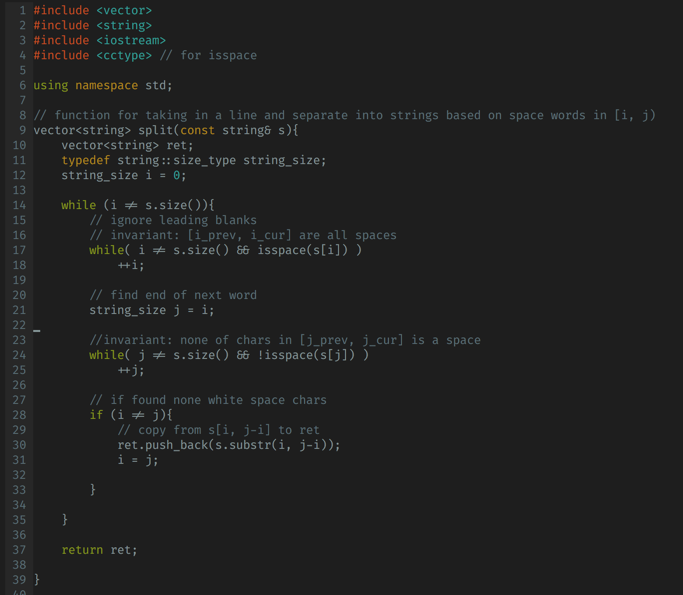 1 #include <vector>
2 #include <string>
3 #include <iostream>
4 #include <cctype> // for isspace
5
6 using namespace std;
7
8 // function for taking in a line and separate into strings based on space words in [i, j)
9 vector<string> split(const string& s){
10     vector<string> ret;
11     typedef string::size_type string_size;
12     string_size i = 0;
13
14     while (i != s.size()){
15         // ignore leading blanks
16         // invariant: [i_prev, i_cur] are all spaces
17         while( i != s.size() && isspace(s[i]) )
18             ++i;
19
20         // find end of next word
21         string_size j = i;
22
23         //invariant: none of chars in [j_prev, j_cur] is a space
24         while( j != s.size() && !isspace(s[j]) )
25             ++j;
26
27         // if found none white space chars
28         if (i != j){
29             // copy from s[i, j-i] to ret
30             ret.push_back(s.substr(i, j-i));
31             i = j;
32
33         }
34
35     }
36
37     return ret;
38
39 }
40